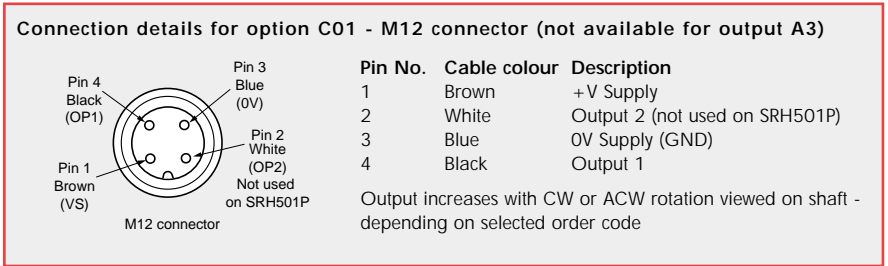 Connection details for option C01 - M12 connector (not available for output A3)
Pin 4
Black
(OP1)
Pin 3
Blue
(0V)
Pin 2
White
(OP2)
Not used
on SRH501P
Pin 1
Brown
(VS)
M12 connector
Pin No. Cable colour Description
1 Brown +V Supply
2 White Output 2 (not used on SRH501P)
3 Blue 0V Supply (GND)
4 Black Output 1
Output increases with CW or ACW rotation viewed on shaft -
depending on selected order code